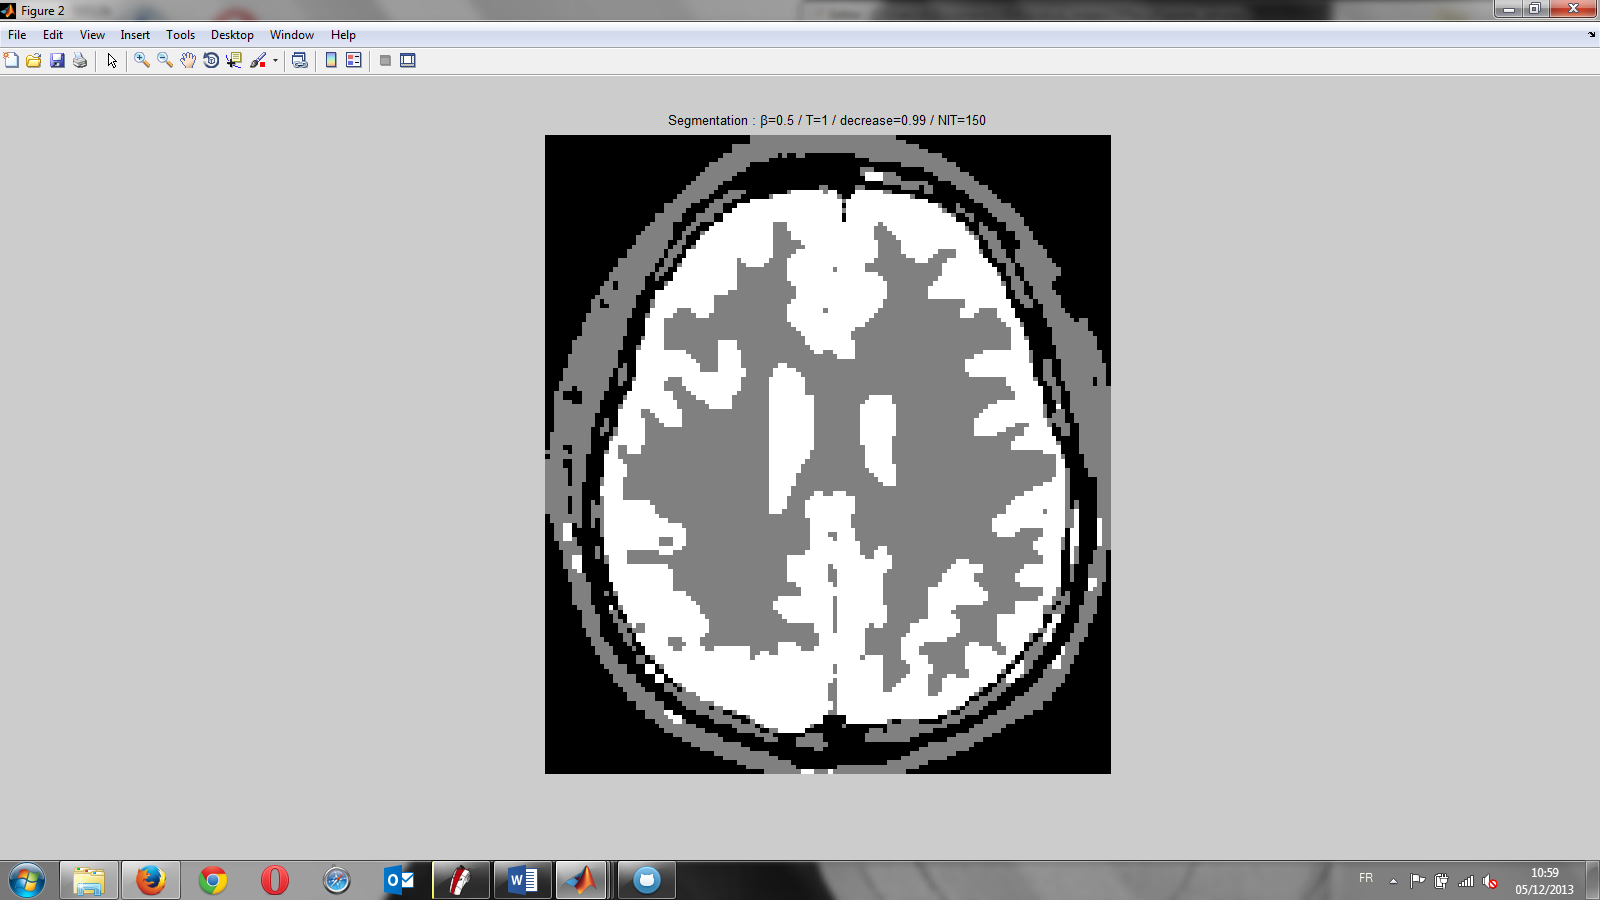 Figure 2
File Edit View Insert Tools Desktop Window Help
Segmentation : β=0.5 / T=1 / decrease=0.99 / NIT=150
FR
10:59
05/12/2013